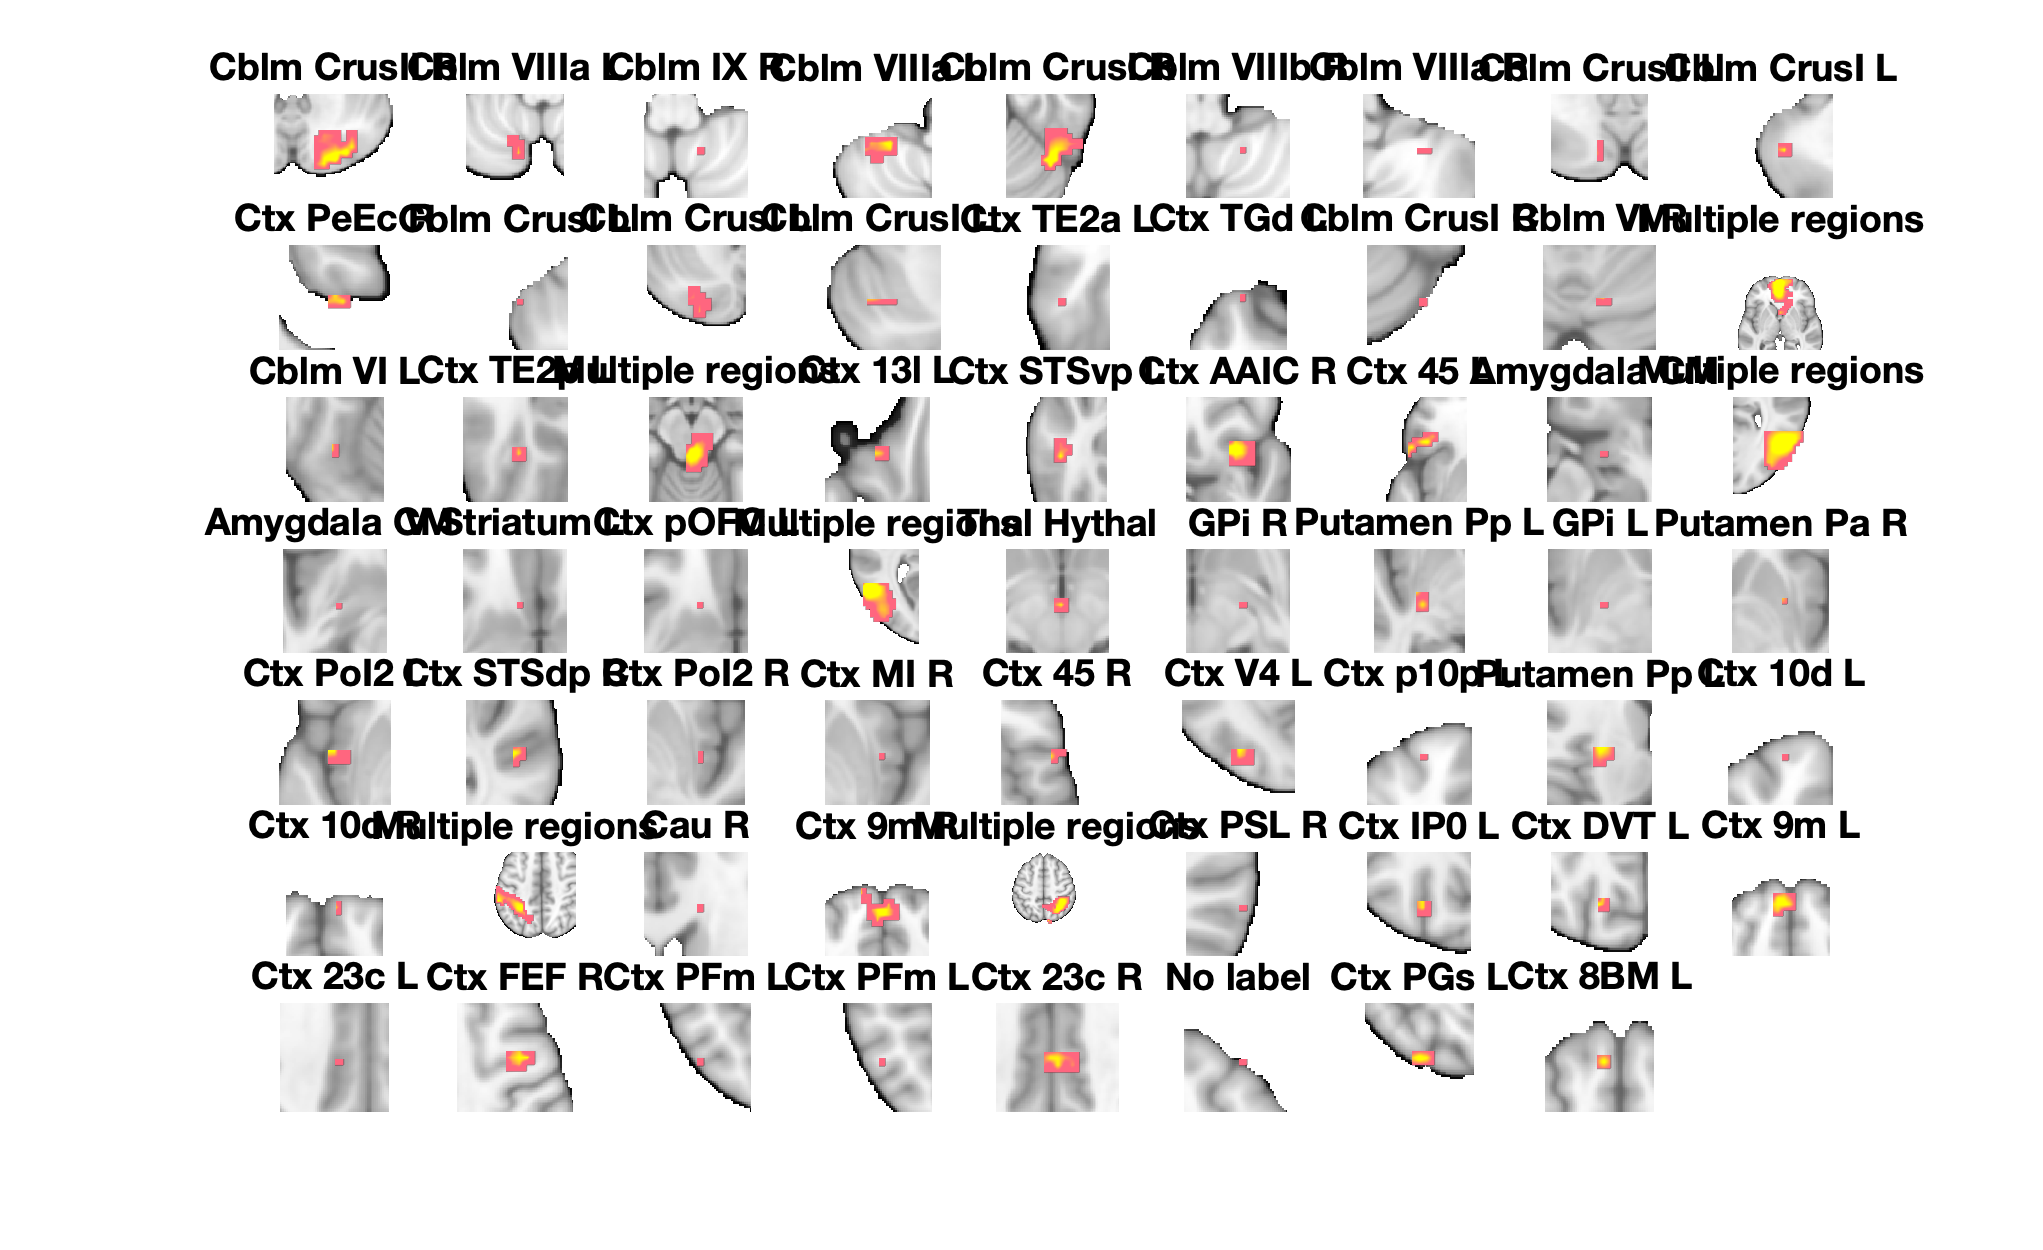 Cblm CrusII R Cblm VIIIa L Cblm IX R Cblm VIIIa L Cblm CrusI R Cblm VIIIb R Cblm VIIIa R Cblm CrusII L Cblm CrusI L
Ctx PeEc R Cblm CrusI L Cblm CrusI L Cblm CrusI L Ctx TE2a L Ctx TGd L Cblm CrusI R Cblm VI R Multiple regions
Cblm VI L Ctx TE2p L Multiple regions Ctx 13l L Ctx STSvp L Ctx AAIC R Ctx 45 L Amygdala CM Multiple regions
Amygdala CM V Striatum L Ctx pOFC L Multiple regions Thal Hythal GPi R Putamen Pp L GPi L Putamen Pa R
Ctx PoI2 L Ctx STSdp R Ctx PoI2 R Ctx MI R Ctx 45 R Ctx V4 L Ctx p10p L Putamen Pp L Ctx 10d L
Ctx 10d R Multiple regions Cau R Ctx 9m R Multiple regions Ctx PSL R Ctx IP0 L Ctx DVT L Ctx 9m L
Ctx 23c L Ctx FEF R Ctx PFm L Ctx PFm L Ctx 23c R No label Ctx PGs L Ctx 8BM L